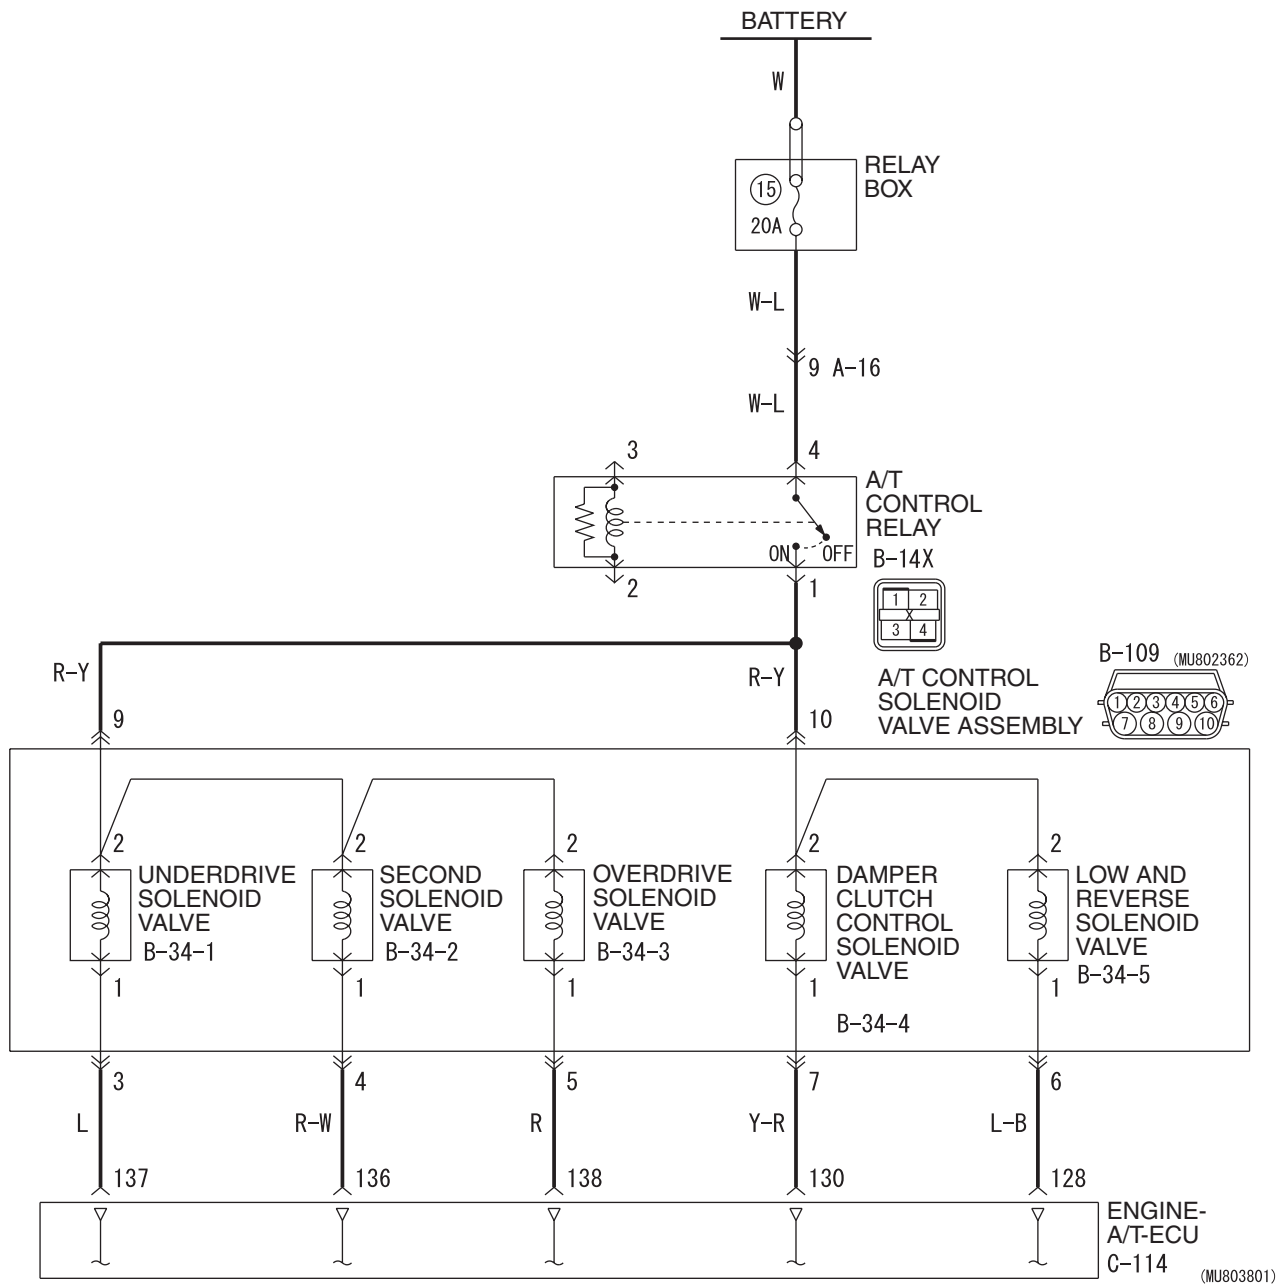 BATTERY
W
RELAY
BOX
15
20A
W-L
9 A-16
W-L
3
4
A/T
CONTROL
RELAY
ON
OFF
B-14X
2
1
1 2
X
3 4
R-Y
R-Y
A/T CONTROL
SOLENOID
VALVE ASSEMBLY
B-109 (MU802362)
1 2 3 4 5 6
7 8 9 10
9
10
2
UNDERDRIVE
SOLENOID
VALVE
B-34-1
1
2
SECOND
SOLENOID
VALVE
B-34-2
1
2
OVERDRIVE
SOLENOID
VALVE
B-34-3
1
2
DAMPER
CLUTCH
CONTROL
SOLENOID
VALVE
B-34-4
1
2
LOW AND
REVERSE
SOLENOID
VALVE
B-34-5
1
3
4
5
7
6
L
R-W
R
Y-R
L-B
137
136
138
130
128
ENGINE-
A/T-ECU
C-114
(MU803801)